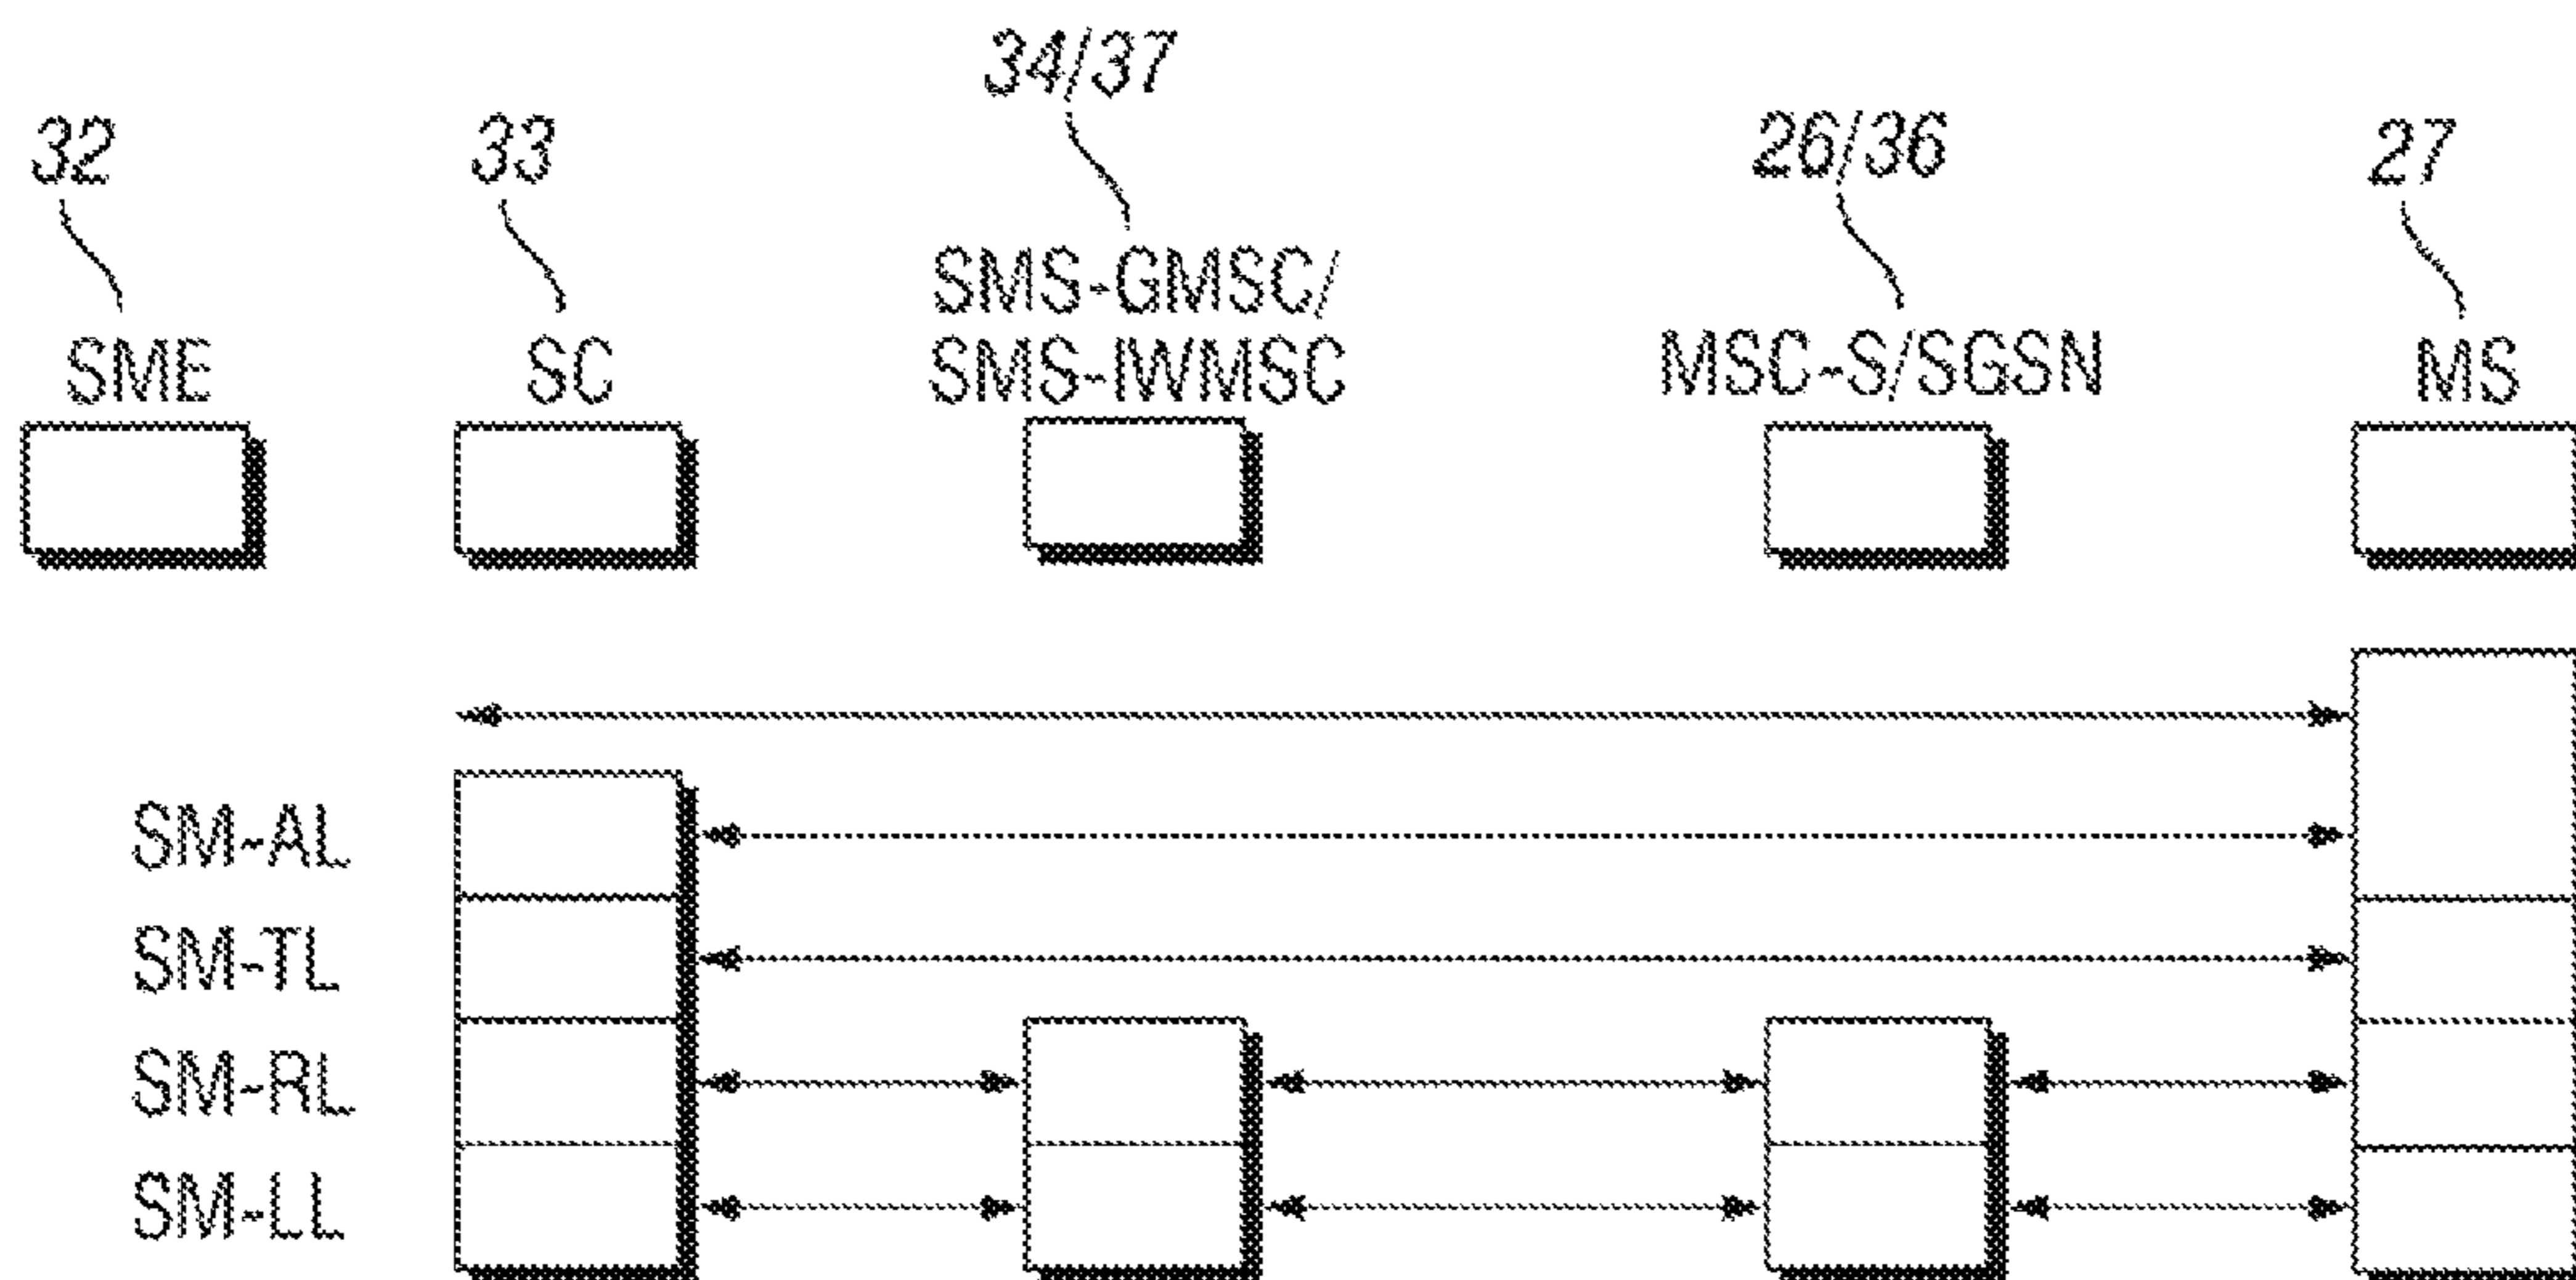 34/37
32
33
26/36
27
SMS-GMSC/
SME
SC
SMS-IWMSC
MSC-S/SGSN
MS
SM-AL
SM-TL
SM-RL
SM-LL